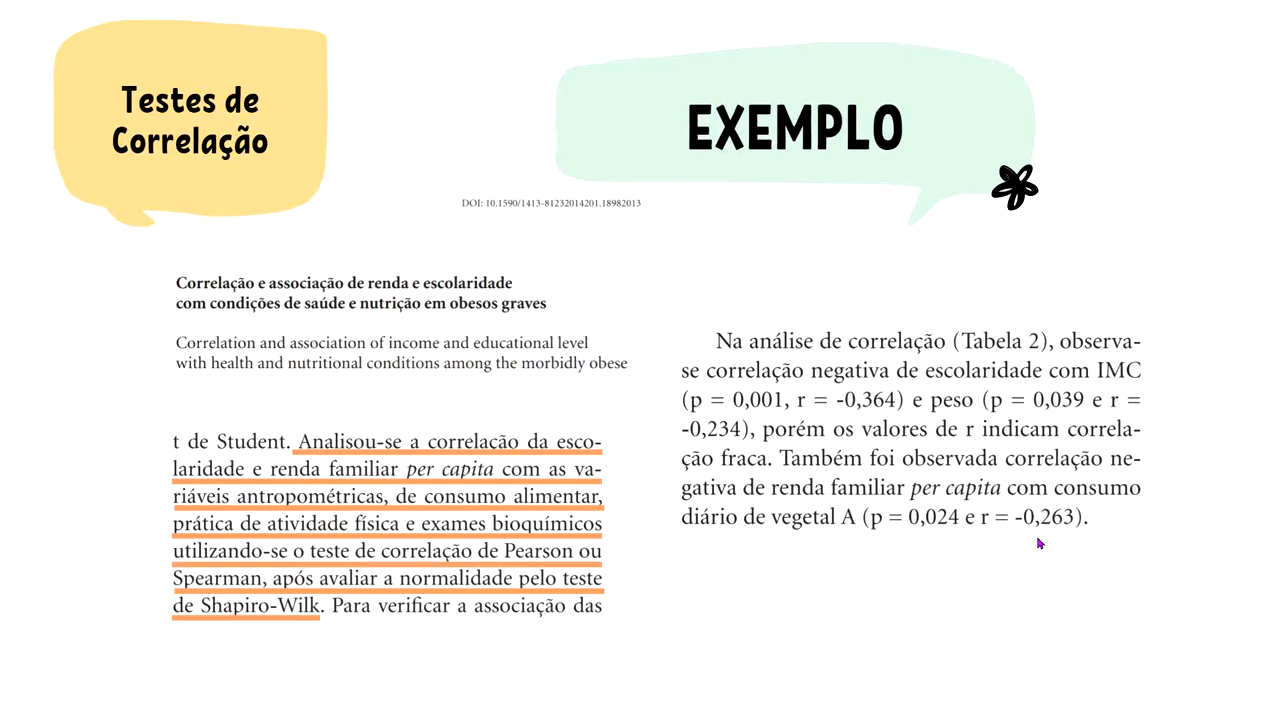 Testes de
Correlação
EXEMPLO
DOI: 10.1590/1413-81232014201.18982013
Correlação e associação de renda e escolaridade
com condições de saúde e nutrição em obesos graves
Correlation and association of income and educational level
with health and nutritional conditions among the morbidly obese
t de Student. Analisou-se a correlação da esco-
laridade e renda familiar per capita com as va-
riáveis antropométricas, de consumo alimentar,
prática de atividade física e exames bioquímicos
utilizando-se o teste de correlação de Pearson ou
Spearman, após avaliar a normalidade pelo teste
de Shapiro-Wilk. Para verificar a associação das
Na análise de correlação (Tabela 2), observa-
se correlação negativa de escolaridade com IMC
(p = 0,001, r = -0,364) e peso (p = 0,039 e r =
-0,234), porém os valores de r indicam correla-
ção fraca. Também foi observada correlação ne-
gativa de renda familiar per capita com consumo
diário de vegetal A (p = 0,024 e r = -0,263).